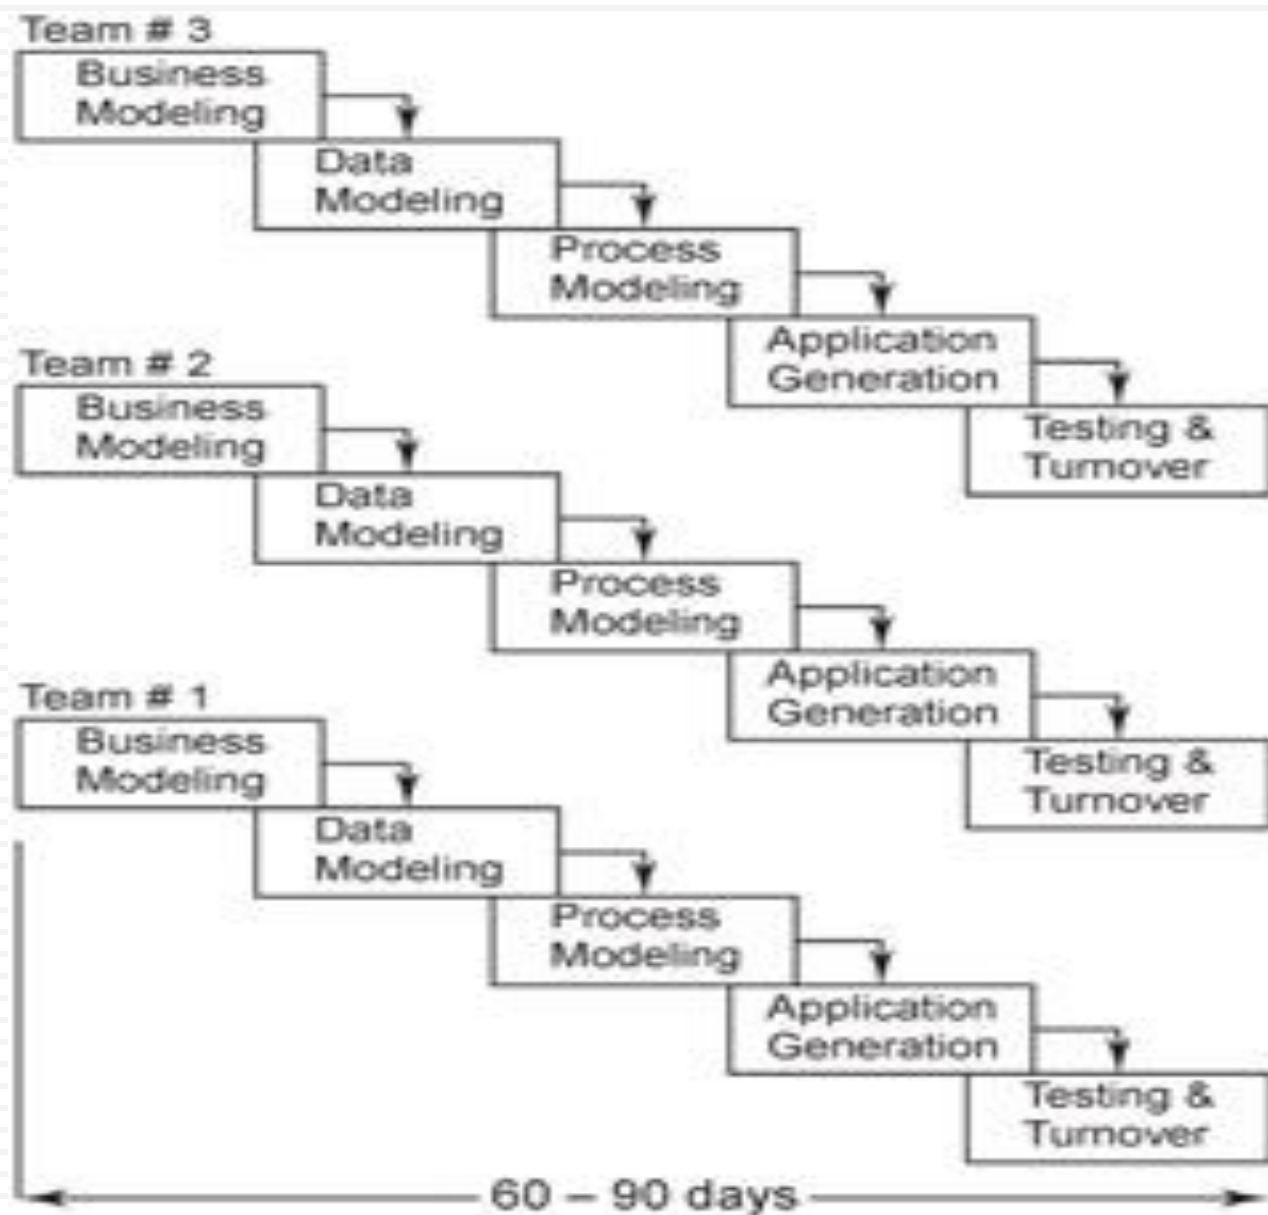 Team # 3
Business
Modeling
Data
Modeling
Process
Modeling
Application
Generation
Testing &
Turnover
Team # 2
Business
Modeling
Data
Modeling
Process
Modeling
Application
Generation
Testing &
Turnover
Team # 1
Business
Modeling
Data
Modeling
Process
Modeling
Application
Generation
Testing &
Turnover
60 – 90 days